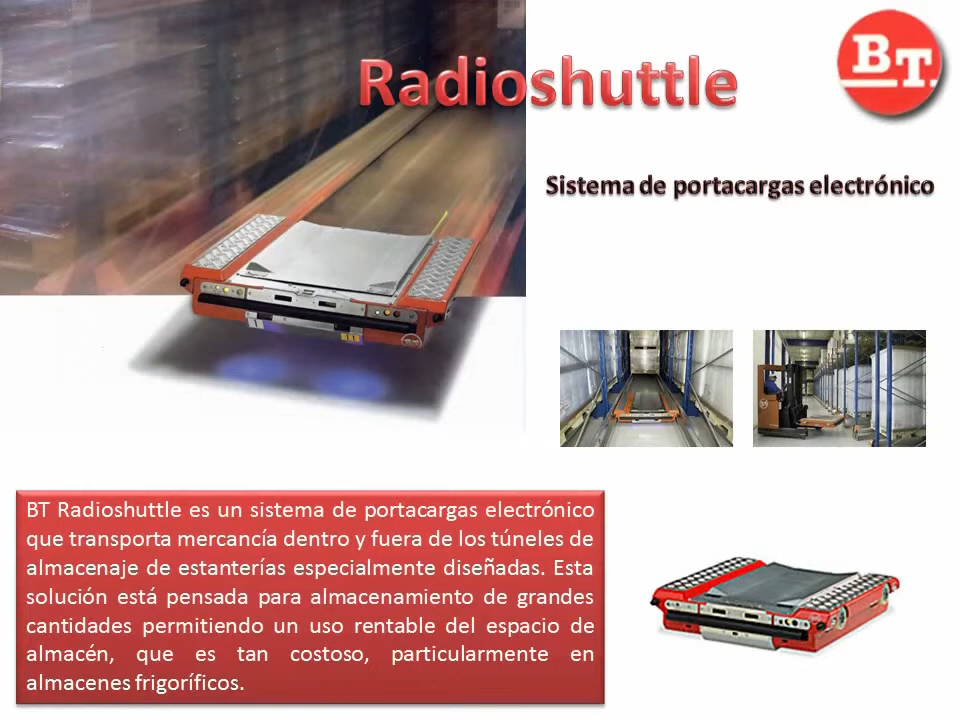 Radioshuttle
BT
Sistema de portacargas electrónico
BT Radioshuttle es un sistema de portacargas electrónico
que transporta mercancía dentro y fuera de los túneles de
almacenaje de estanterías especialmente diseñadas. Esta
solución está pensada para almacenamiento de grandes
cantidades permitiendo un uso rentable del espacio de
almacén, que es tan costoso, particularmente en
almacenes frigoríficos.